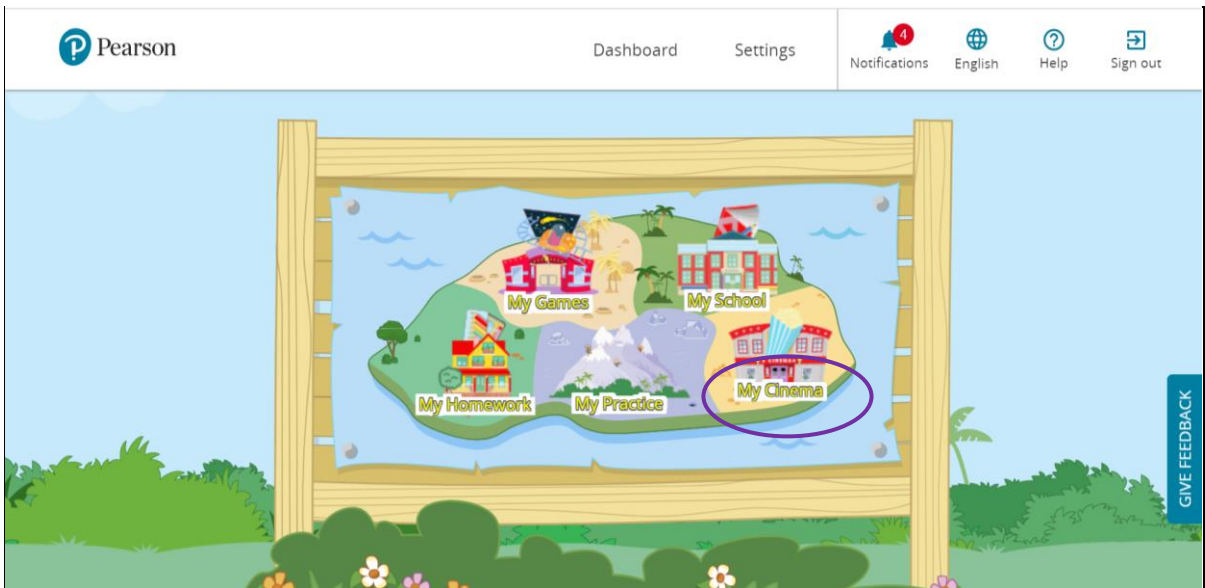 Pearson
Dashboard Settings
4
Notifications English Help Sign out
My Games
My School
CINEMA
My Cinema
My Homework
My Practice
GIVE FEEDBACK